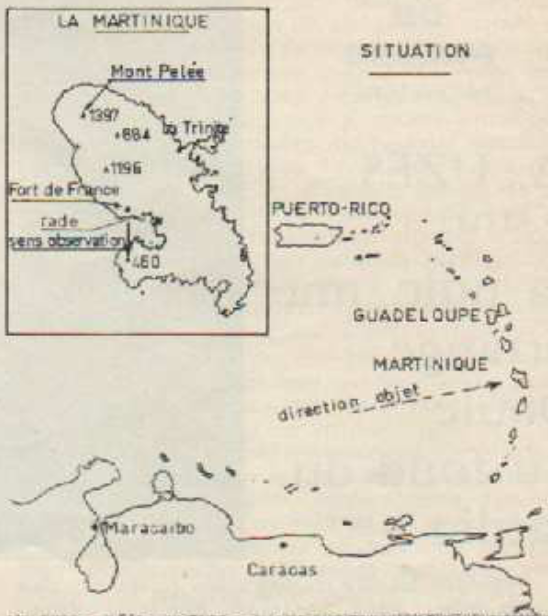 LA MARTINIQUE
Mont Pelée
1397
884
La Trinité
1196
Fort de France
rade
sens observation
460
SITUATION
PUERTO-RICO
GUADELOUPE
MARTINIQUE
direction objet
Maracaibo
Caracas